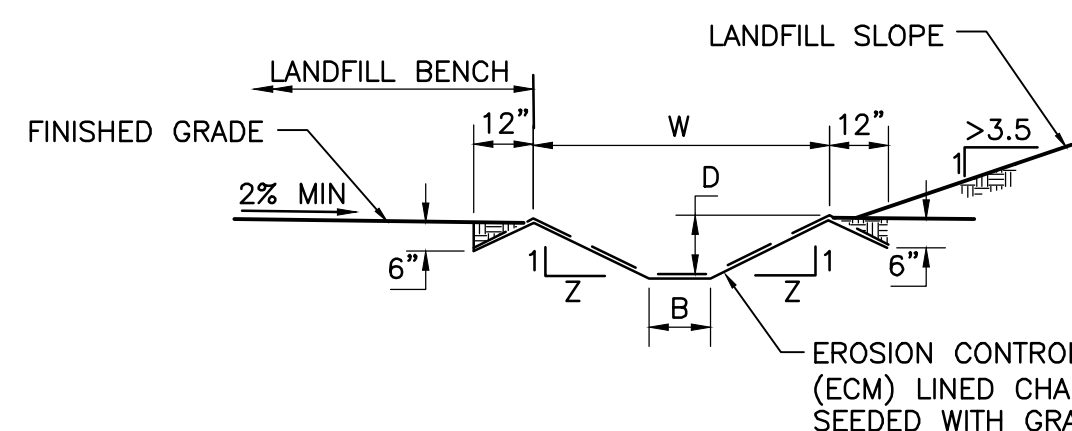 LANDFILL SLOPE
LANDFILL BENCH
FINISHED GRADE
12”
W
12”
>3.5
1
D
2% MIN
6”
1
Z
Z
1
6”
B
EROSION CONTROL
(ECM) LINED CHA
SEEDED WITH GRA